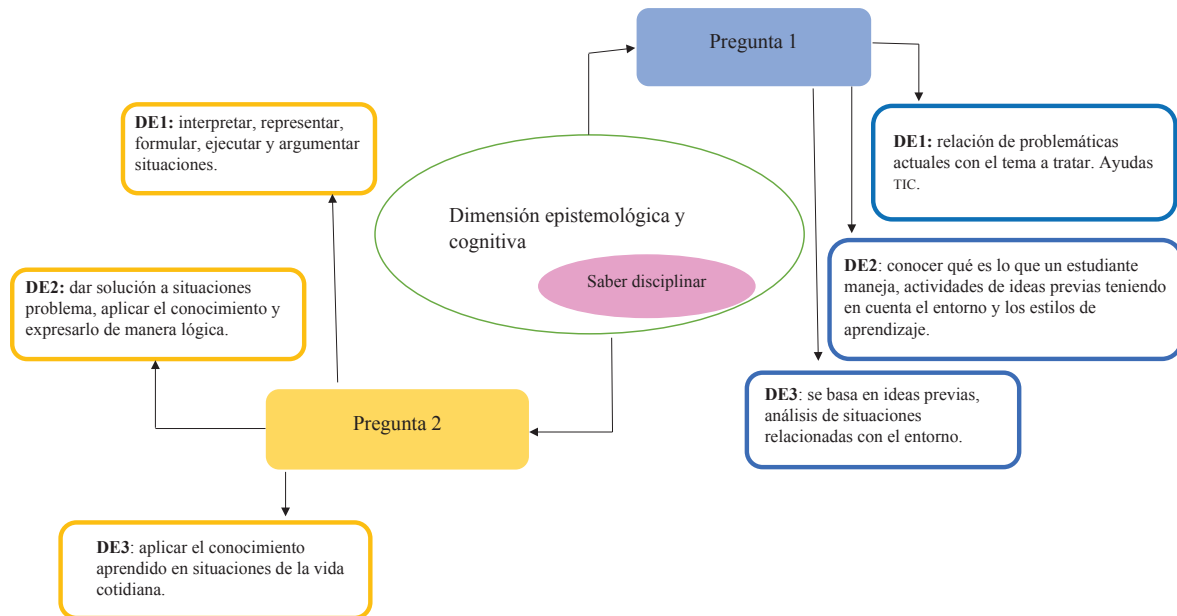 Pregunta 1
DE1: interpretar, representar,
formular, ejecutar y argumentar
situaciones.
DE1: relación de problemáticas
actuales con el tema a tratar. Ayudas
TIC.
Dimensión epistemológica y
cognitiva
Saber disciplinar
DE2: conocer qué es lo que un estudiante
maneja, actividades de ideas previas teniendo
en cuenta el entorno y los estilos de
aprendizaje.
DE2: dar solución a situaciones
problema, aplicar el conocimiento y
expresarlo de manera lógica.
DE3: se basa en ideas previas,
análisis de situaciones
relacionadas con el entorno.
Pregunta 2
DE3: aplicar el conocimiento
aprendido en situaciones de la vida
cotidiana.